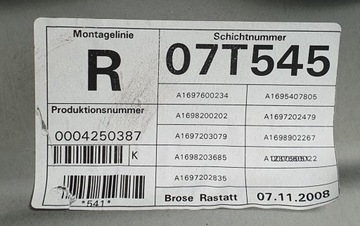 Montagelinie
R
Schichtnummer
07T545
Produktionsnummer
0004250387
K
*541*
A1697600234 A1695407805
A1698200202 A1697202479
A1697203079 A1698902267
A1698203685
A1697202835
Brose Rastatt 07.11.2008